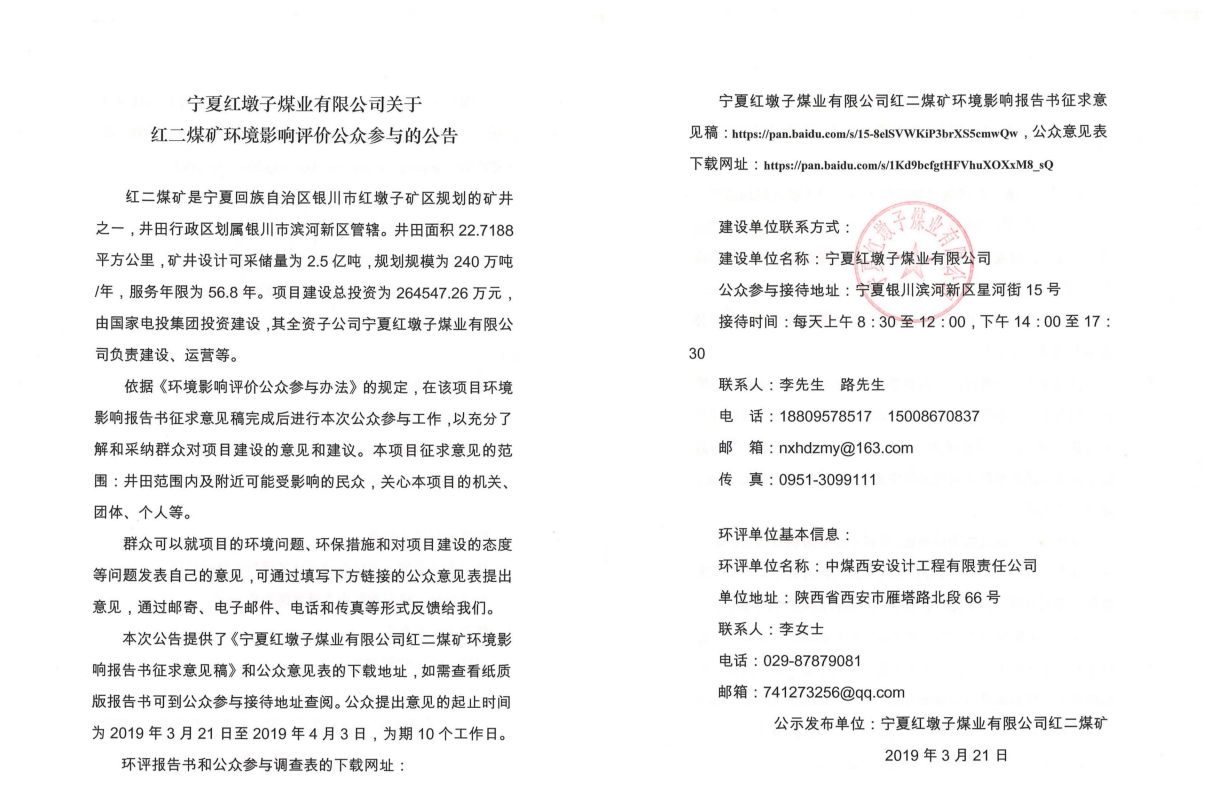 宁夏红墩子煤业有限公司关于
红二煤矿环境影响评价公众参与的公告
红二煤矿是宁夏回族自治区银川市红墩子矿区规划的矿井
之一，井田行政区划属银川市滨河新区管辖。井田面积 22.7188
平方公里，矿井设计可采储量为 2.5 亿吨，规划规模为 240 万吨
/年，服务年限为 56.8 年。项目建设总投资为 264547.26 万元，
由国家电投集团投资建设，其全资子公司宁夏红墩子煤业有限公
司负责建设、运营等。
依据《环境影响评价公众参与办法》的规定，在该项目环境
影响报告书征求意见稿完成后进行本次公众参与工作，以充分了
解和采纳群众对项目建设的意见和建议。本项目征求意见的范
围：井田范围内及附近可能受影响的民众，关心本项目的机关、
团体、个人等。
群众可以就项目的环境问题、环保措施和对项目建设的态度
等问题发表自己的意见，可通过填写下方链接的公众意见表提出
意见，通过邮寄、电子邮件、电话和传真等形式反馈给我们。
本次公告提供了《宁夏红墩子煤业有限公司红二煤矿环境影
响报告书征求意见稿》和公众意见表的下载地址，如需查看纸质
版报告书可到公众参与接待地址查阅。公众提出意见的起止时间
为 2019 年 3 月 21 日至 2019 年 4 月 3 日，为期 10 个工作日。
环评报告书和公众参与调查表的下载网址：
宁夏红墩子煤业有限公司红二煤矿环境影响报告书征求意
见稿：https://pan.baidu.com/s/15-8elSVWKiP3brXS5cmwQw，公众意见表
下载网址：https://pan.baidu.com/s/1Kd9bcfgtHFVhuXOXxM8_sQ
建设单位联系方式：
建设单位名称：宁夏红墩子煤业有限公司
公众参与接待地址：宁夏银川滨河新区星河街 15 号
接待时间：每天上午 8：30 至 12：00，下午 14：00 至 17：
30
联系人：李先生　路先生
电　话：18809578517　15008670837
邮　箱：nxhdzmy@163.com
传　真：0951-3099111
环评单位基本信息：
环评单位名称：中煤西安设计工程有限责任公司
单位地址：陕西省西安市雁塔路北段 66 号
联系人：李女士
电话：029-87879081
邮箱：741273256@qq.com
公示发布单位：宁夏红墩子煤业有限公司红二煤矿
2019 年 3 月 21 日
宁夏红墩子煤业有限公司